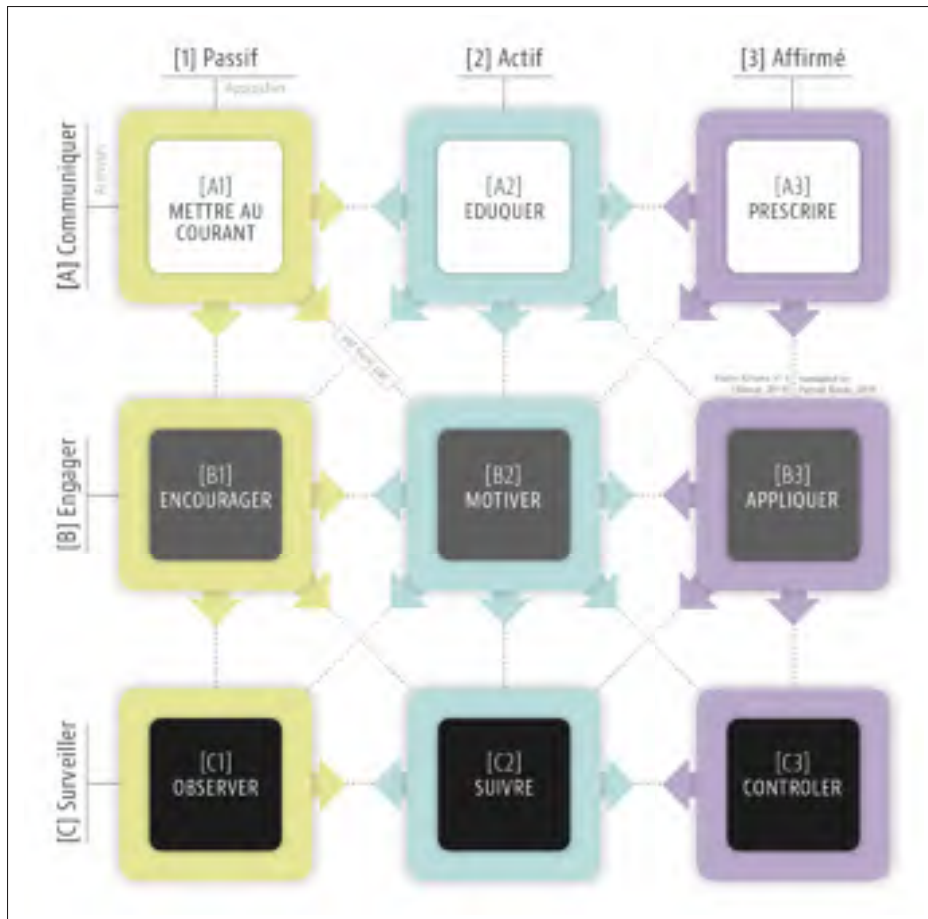 [1] Passif
[2] Actif
[3] Affirmé
[A] Communiquer
[A1]
METTRE AU
COURANT
[A2]
EDUQUER
[A3]
PRESCRIRE
[B] Engager
[B1]
ENCOURAGER
[B2]
MOTIVER
[B3]
APPLIQUER
[C] Surveiller
[C1]
OBSERVER
[C2]
SUIVRE
[C3]
CONTROLER